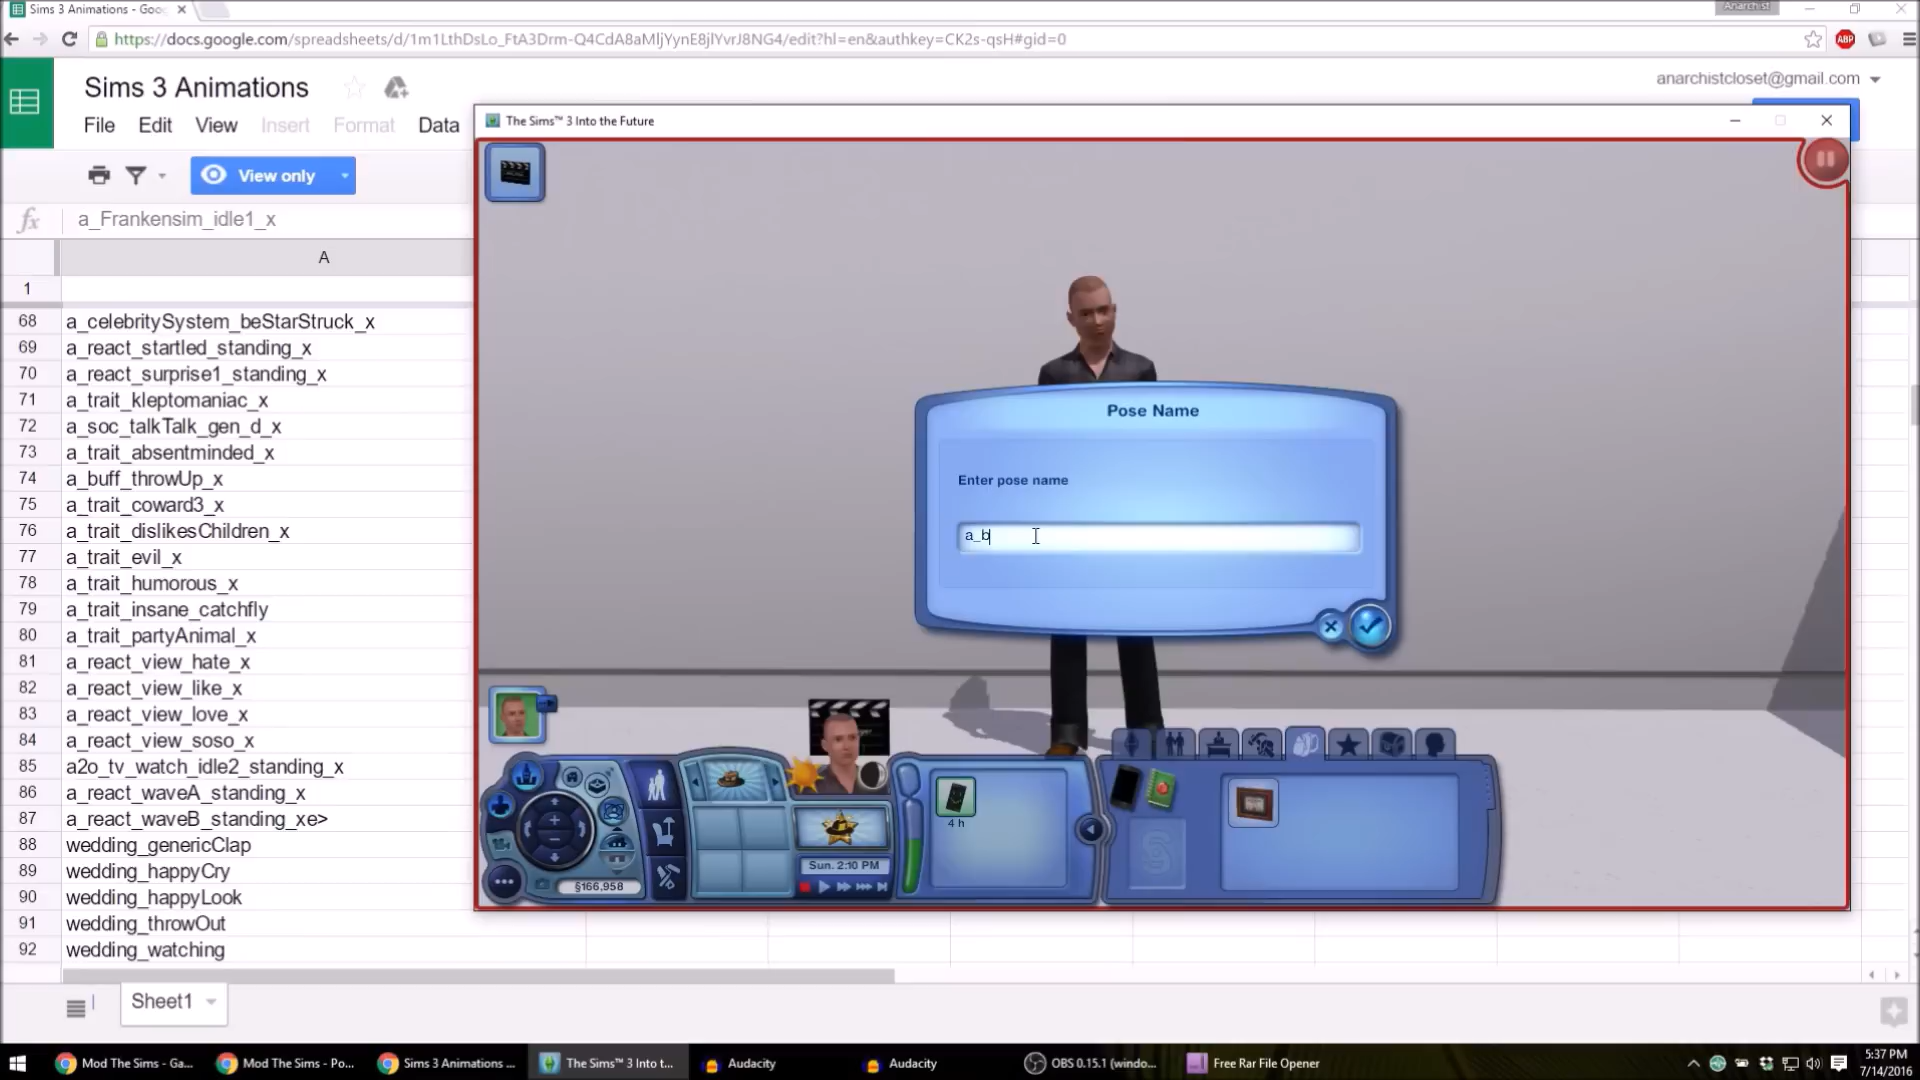 Sims 3 Animations - Goo
Anarchist
https://docs.google.com/spreadsheets/d/1m1LthDsLo_FtA3Drm-Q4CdA8aMljYynE8jlYvrJ8NG4/edit?hl=en&authkey=CK2s-qsH#gid=0
ABP
Sims 3 Animations
anarchistcloset@gmail.com
File Edit View Insert Format Data
The Sims™ 3 Into the Future
View only
fx a_Frankensim_idle1_x
A
1
68 a_celebritySystem_beStarStruck_x
69 a_react_startled_standing_x
70 a_react_surprise1_standing_x
71 a_trait_kleptomaniac_x
72 a_soc_talkTalk_gen_d_x
73 a_trait_absentminded_x
74 a_buff_throwUp_x
75 a_trait_coward3_x
76 a_trait_dislikesChildren_x
77 a_trait_evil_x
78 a_trait_humorous_x
79 a_trait_insane_catchfly
80 a_trait_partyAnimal_x
81 a_react_view_hate_x
82 a_react_view_like_x
83 a_react_view_love_x
84 a_react_view_soso_x
85 a2o_tv_watch_idle2_standing_x
86 a_react_waveA_standing_x
87 a_react_waveB_standing_xe>
88 wedding_genericClap
89 wedding_happyCry
90 wedding_happyLook
91 wedding_throwOut
92 wedding_watching
Pose Name
Enter pose name
a_b
4 h
Sun. 2:10 PM
§166,958
Sheet1
Mod The Sims - Ga...
Mod The Sims - Po...
Sims 3 Animations ...
The Sims™ 3 Into t...
Audacity
Audacity
OBS 0.15.1 (windo...
Free Rar File Opener
5:37 PM
7/14/2016